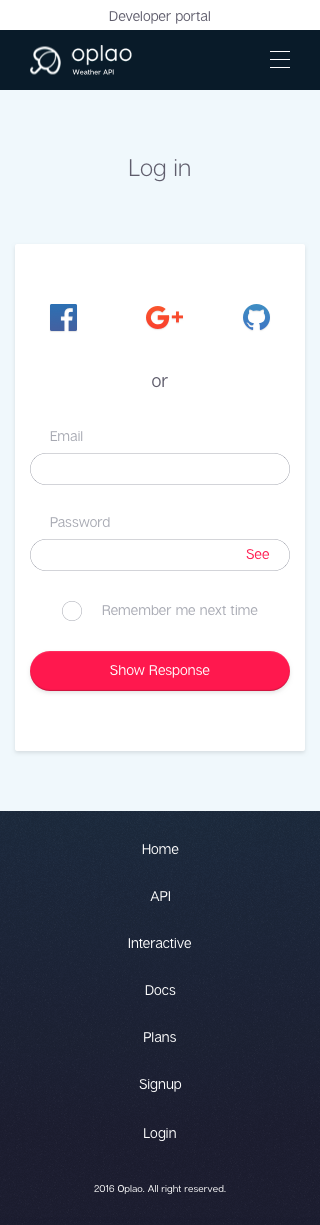 Developer portal
oplao
Weather API
Log in
or
Email
Password
See
Remember me next time
Show Response
Home
API
Interactive
Docs
Plans
Signup
Login
2016 Oplao. All right reserved.